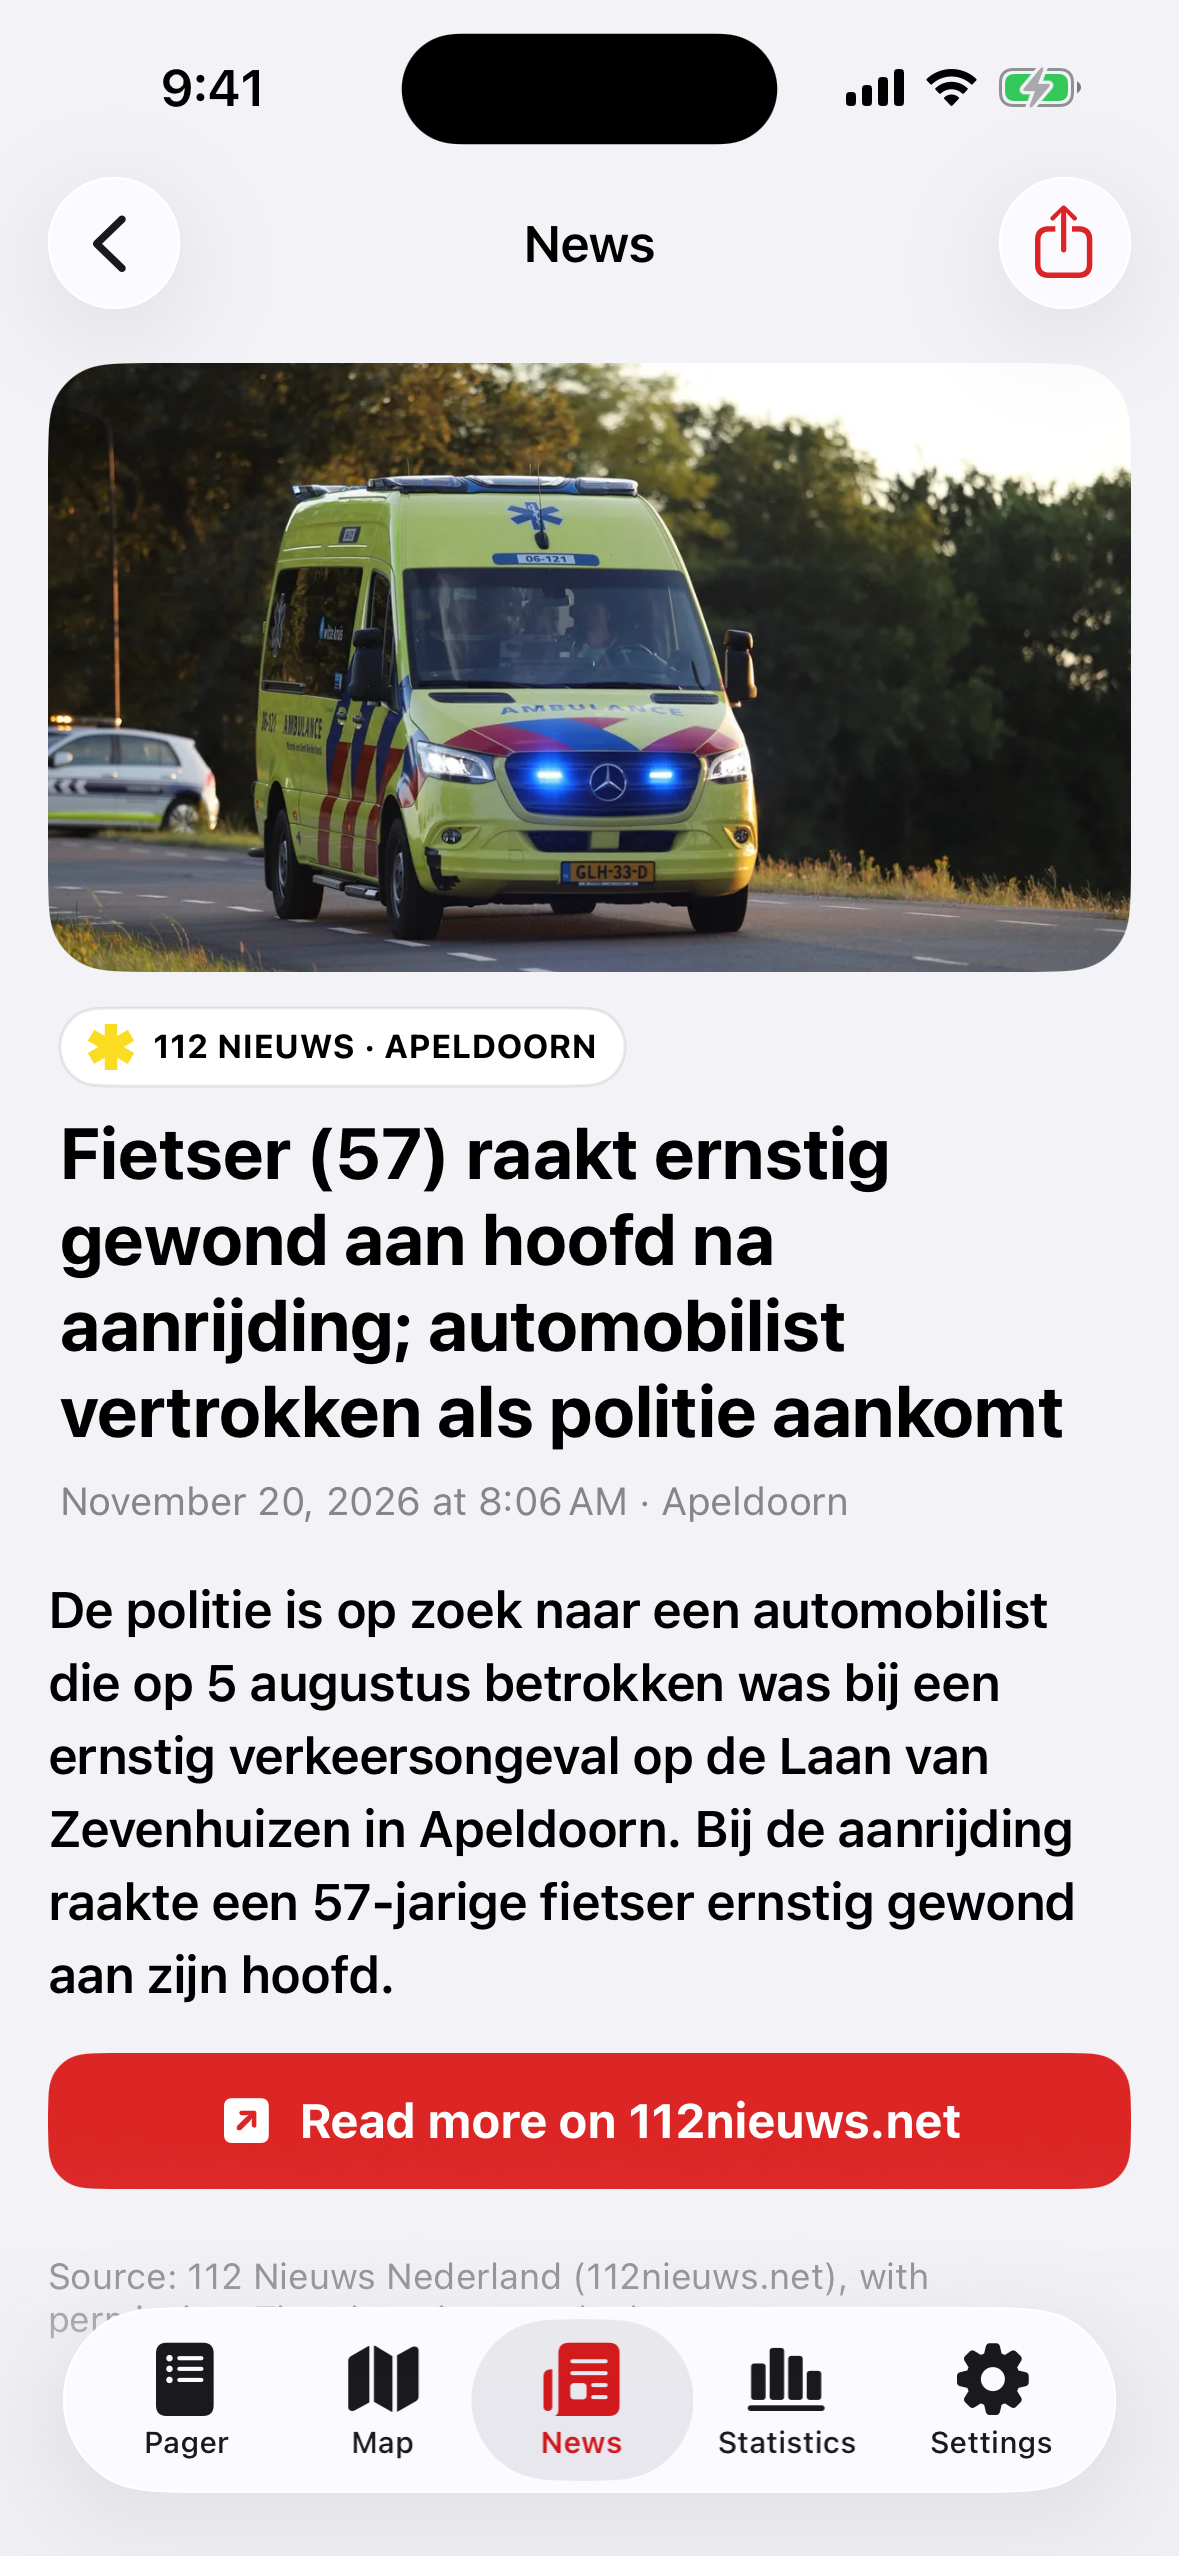 9:41
News
06-121
witte kruis
06-121 AMBULANCE
AMBULANCE
GLH-33-D
112 NIEUWS · APELDOORN
Fietser (57) raakt ernstig
gewond aan hoofd na
aanrijding; automobilist
vertrokken als politie aankomt
November 20, 2026 at 8:06 AM · Apeldoorn
De politie is op zoek naar een automobilist
die op 5 augustus betrokken was bij een
ernstig verkeersongeval op de Laan van
Zevenhuizen in Apeldoorn. Bij de aanrijding
raakte een 57-jarige fietser ernstig gewond
aan zijn hoofd.
Read more on 112nieuws.net
Source: 112 Nieuws Nederland (112nieuws.net), with
Pager
Map
News
Statistics
Settings